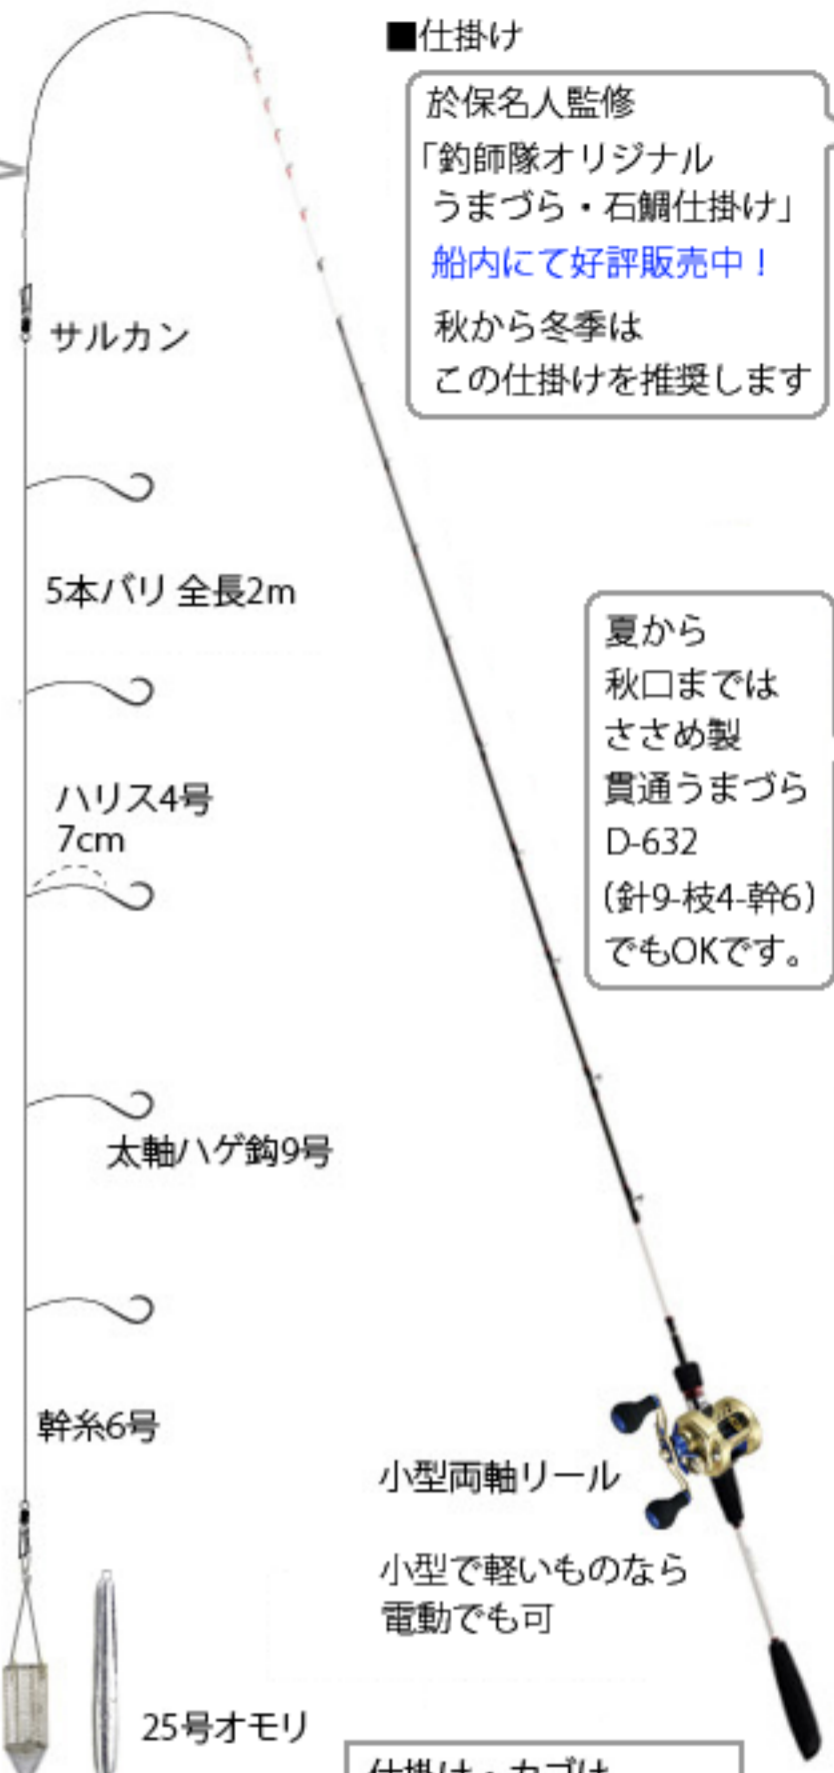 ■仕掛け
於保名人監修
「釣師隊オリジナル
うまづら・石鯛仕掛け」
船内にて好評販売中！
秋から冬季は
この仕掛けを推奨します
サルカン
5本バリ 全長2m
夏から
秋口までは
ささめ製
貫通うまづら
D-632
(針9-枝4-幹6)
でもOKです。
ハリス4号
7cm
太軸ハゲ鈎9号
幹糸6号
小型両軸リール
小型で軽いものなら
電動でも可
25号オモリ
仕掛け・カゴは